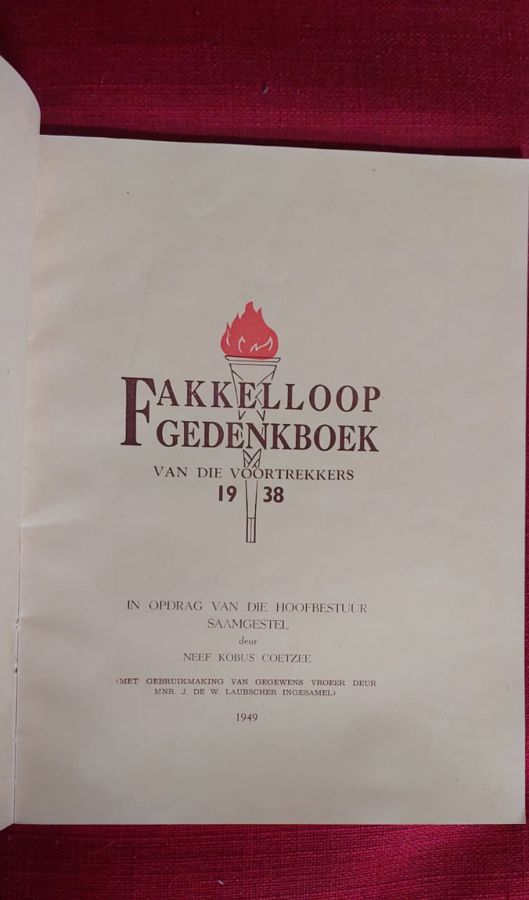 FAKKELLOOP
GEDENKBOEK
VAN DIE VOORTREKKERS
19 38
IN OPDRAG VAN DIE HOOFBESTUUR
SAAMGESTEL
deur
NEEF KOBUS COETZEE
(MET GEBRUIKMAKING VAN GEGEWENS VROEER DEUR
MNR. J. DE W. LAUBSCHER INGESAMEL)
1949